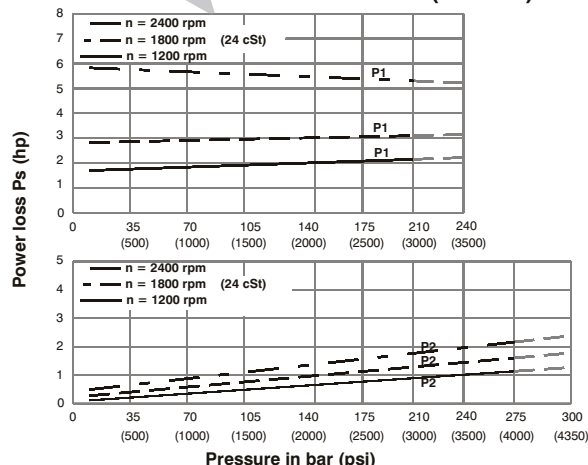 8
7
6
5
4
3
2
1
0
n = 2400 rpm
n = 1800 rpm (24 cSt)
n = 1200 rpm
P1
P1
P1
0 35 70 105 140 175 210 240
(500) (1000) (1500) (2000) (2500) (3000) (3500)
Power loss Ps (hp)
5
4
3
2
1
0
n = 2400 rpm
n = 1800 rpm (24 cSt)
n = 1200 rpm
P2
P2
P2
0 35 70 105 140 175 210 240 275 300
(500) (1000) (1500) (2000) (2500) (3000) (3500) (4000) (4350)
Pressure in bar (psi)